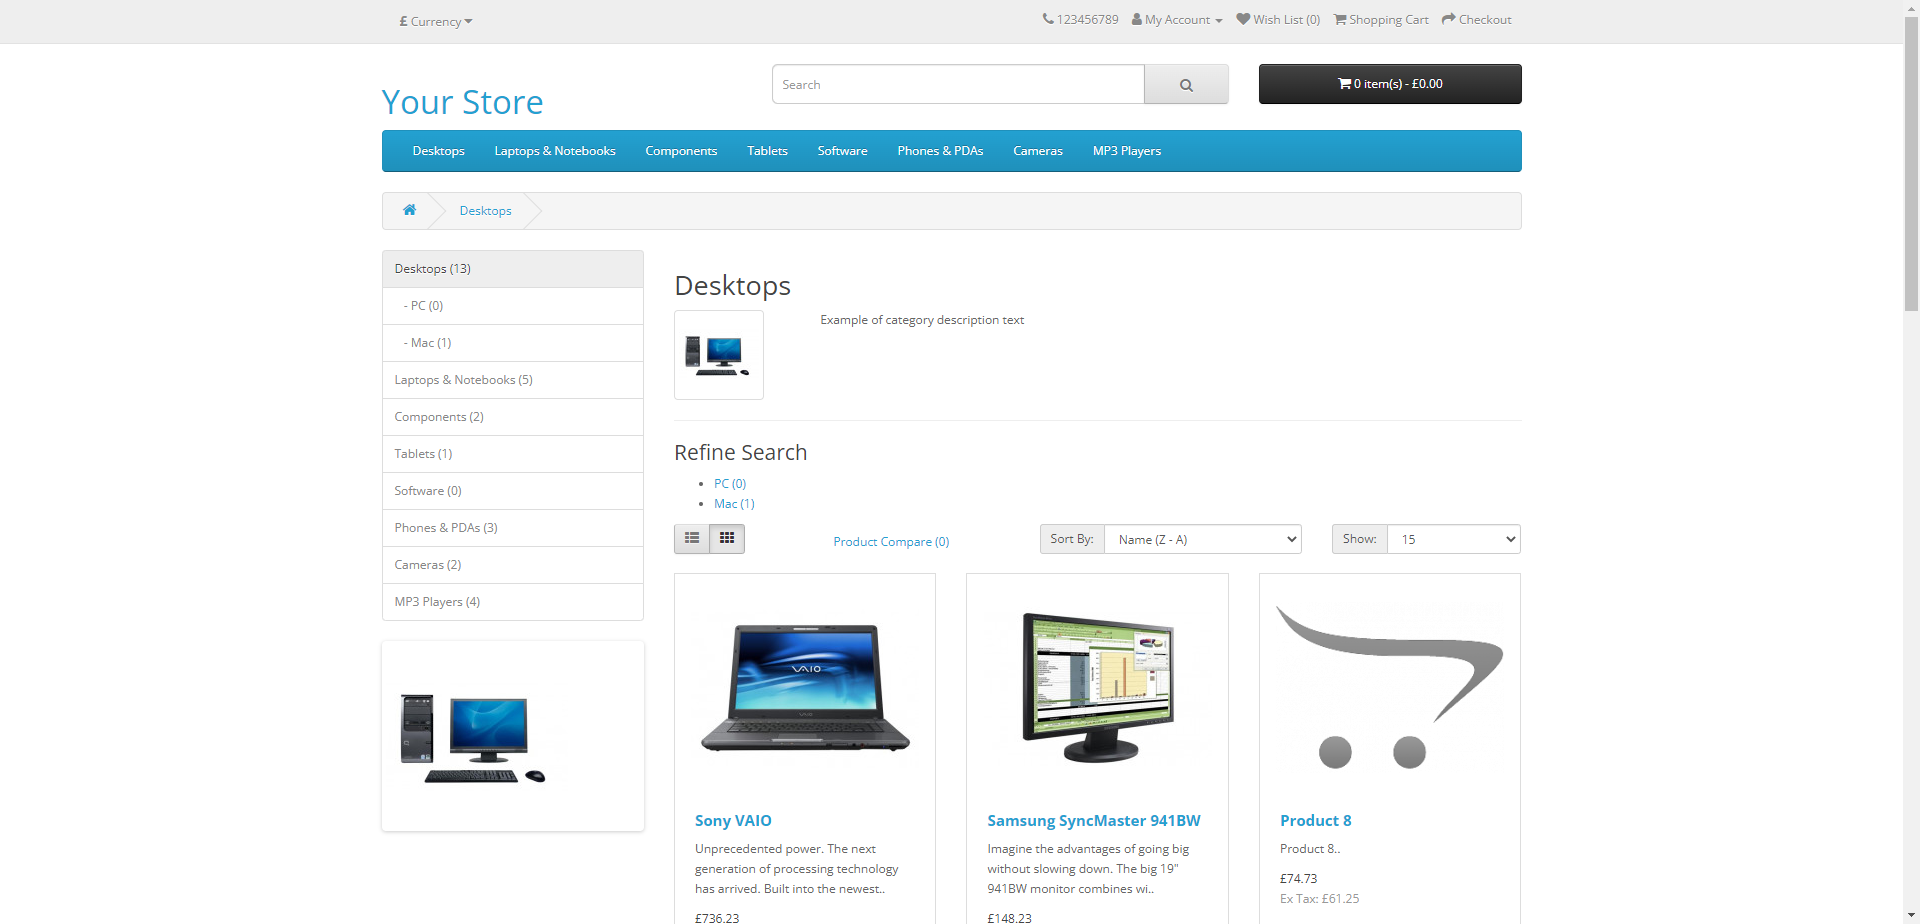 £ Currency
123456789 My Account Wish List (0) Shopping Cart Checkout
Your Store
Search
0 item(s) - £0.00
Desktops Laptops & Notebooks Components Tablets Software Phones & PDAs Cameras MP3 Players
Desktops
Desktops (13)
- PC (0)
- Mac (1)
Laptops & Notebooks (5)
Components (2)
Tablets (1)
Software (0)
Phones & PDAs (3)
Cameras (2)
MP3 Players (4)
Desktops
Example of category description text
Refine Search
PC (0)
Mac (1)
Product Compare (0)
Sort By: Name (Z - A)
Show: 15
VAIO
Sony VAIO
Unprecedented power. The next
generation of processing technology
has arrived. Built into the newest..
£736.23
Samsung SyncMaster 941BW
Imagine the advantages of going big
without slowing down. The big 19"
941BW monitor combines wi..
£148.23
Product 8
Product 8..
£74.73
Ex Tax: £61.25